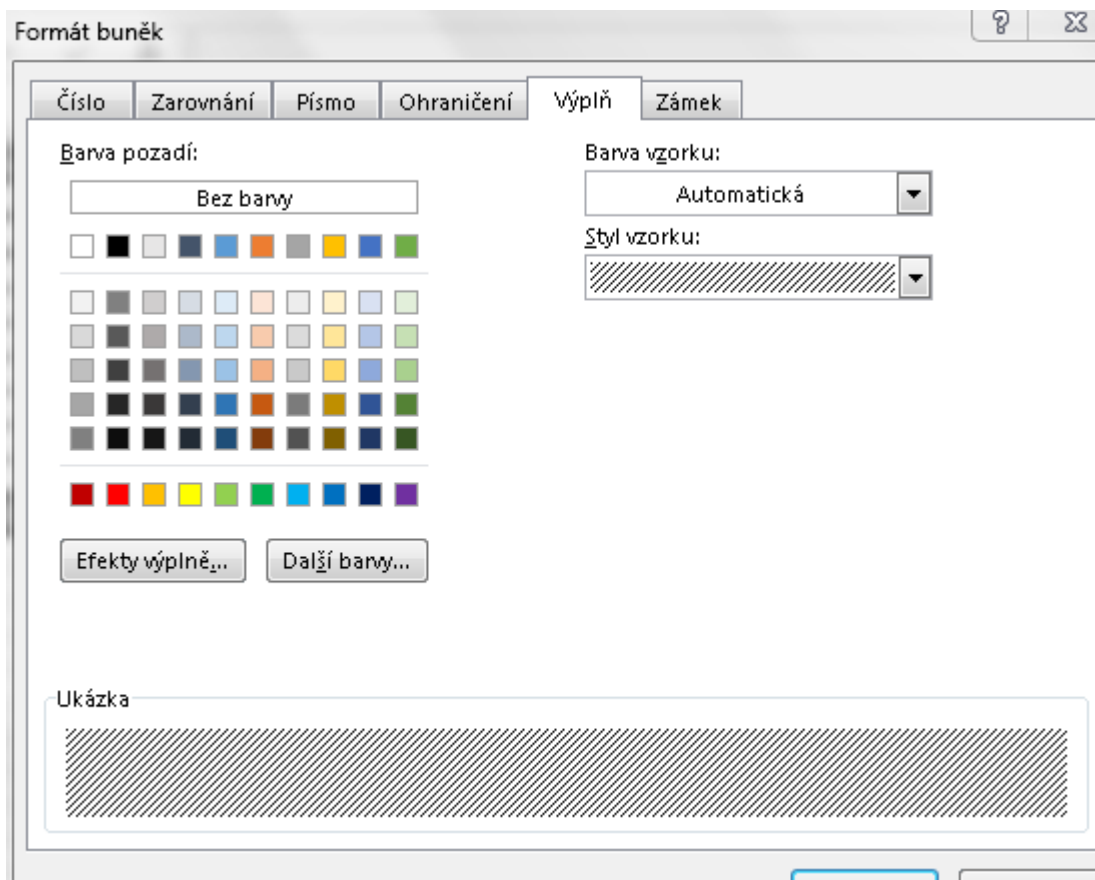 Formát buněk
Číslo Zarovnání Písmo Ohraničení Výplň Zámek
Barva pozadí:
Bez barvy
Barva vzorku:
Automatická
Styl vzorku:
Efekty výplně... Další barvy...
Ukázka